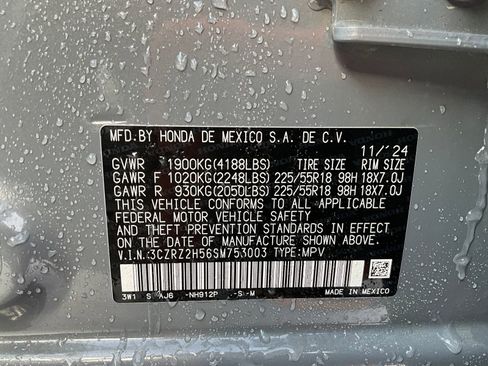 MFD.BY HONDA DE MEXICO S.A. DE C.V.
11/'24
GVWR 1900KG(4188LBS) TIRE SIZE RIM SIZE
GAWR F 1020KG(2248LBS) 225/55R18 98H 18X7.0J
GAWR R 930KG(2050LBS) 225/55R18 98H 18X7.0J
THIS VEHICLE CONFORMS TO ALL APPLICABLE
FEDERAL MOTOR VEHICLE SAFETY
AND THEFT PREVENTION STANDARDS IN EFFECT
ON THE DATE OF MANUFACTURE SHOWN ABOVE.
V.I.N.3CZRZ2H56SM753003 TYPE:MPV
3W1 S AJ6 -NH912P -S-M MADE IN MEXICO